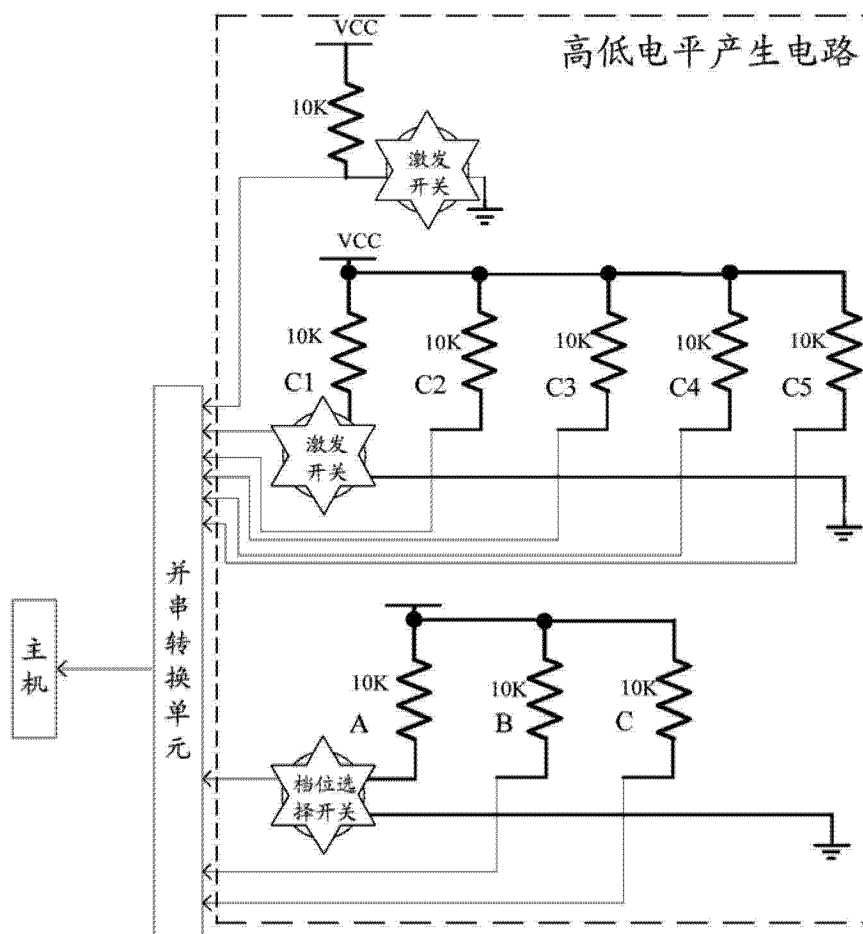 VCC
高低电平产生电路
10K
激发
开关
VCC
10K
10K
10K
10K
10K
C1
C2
C3
C4
C5
激发
开关
并串转换单元
主机
10K
10K
10K
A
B
C
档位选
择开关